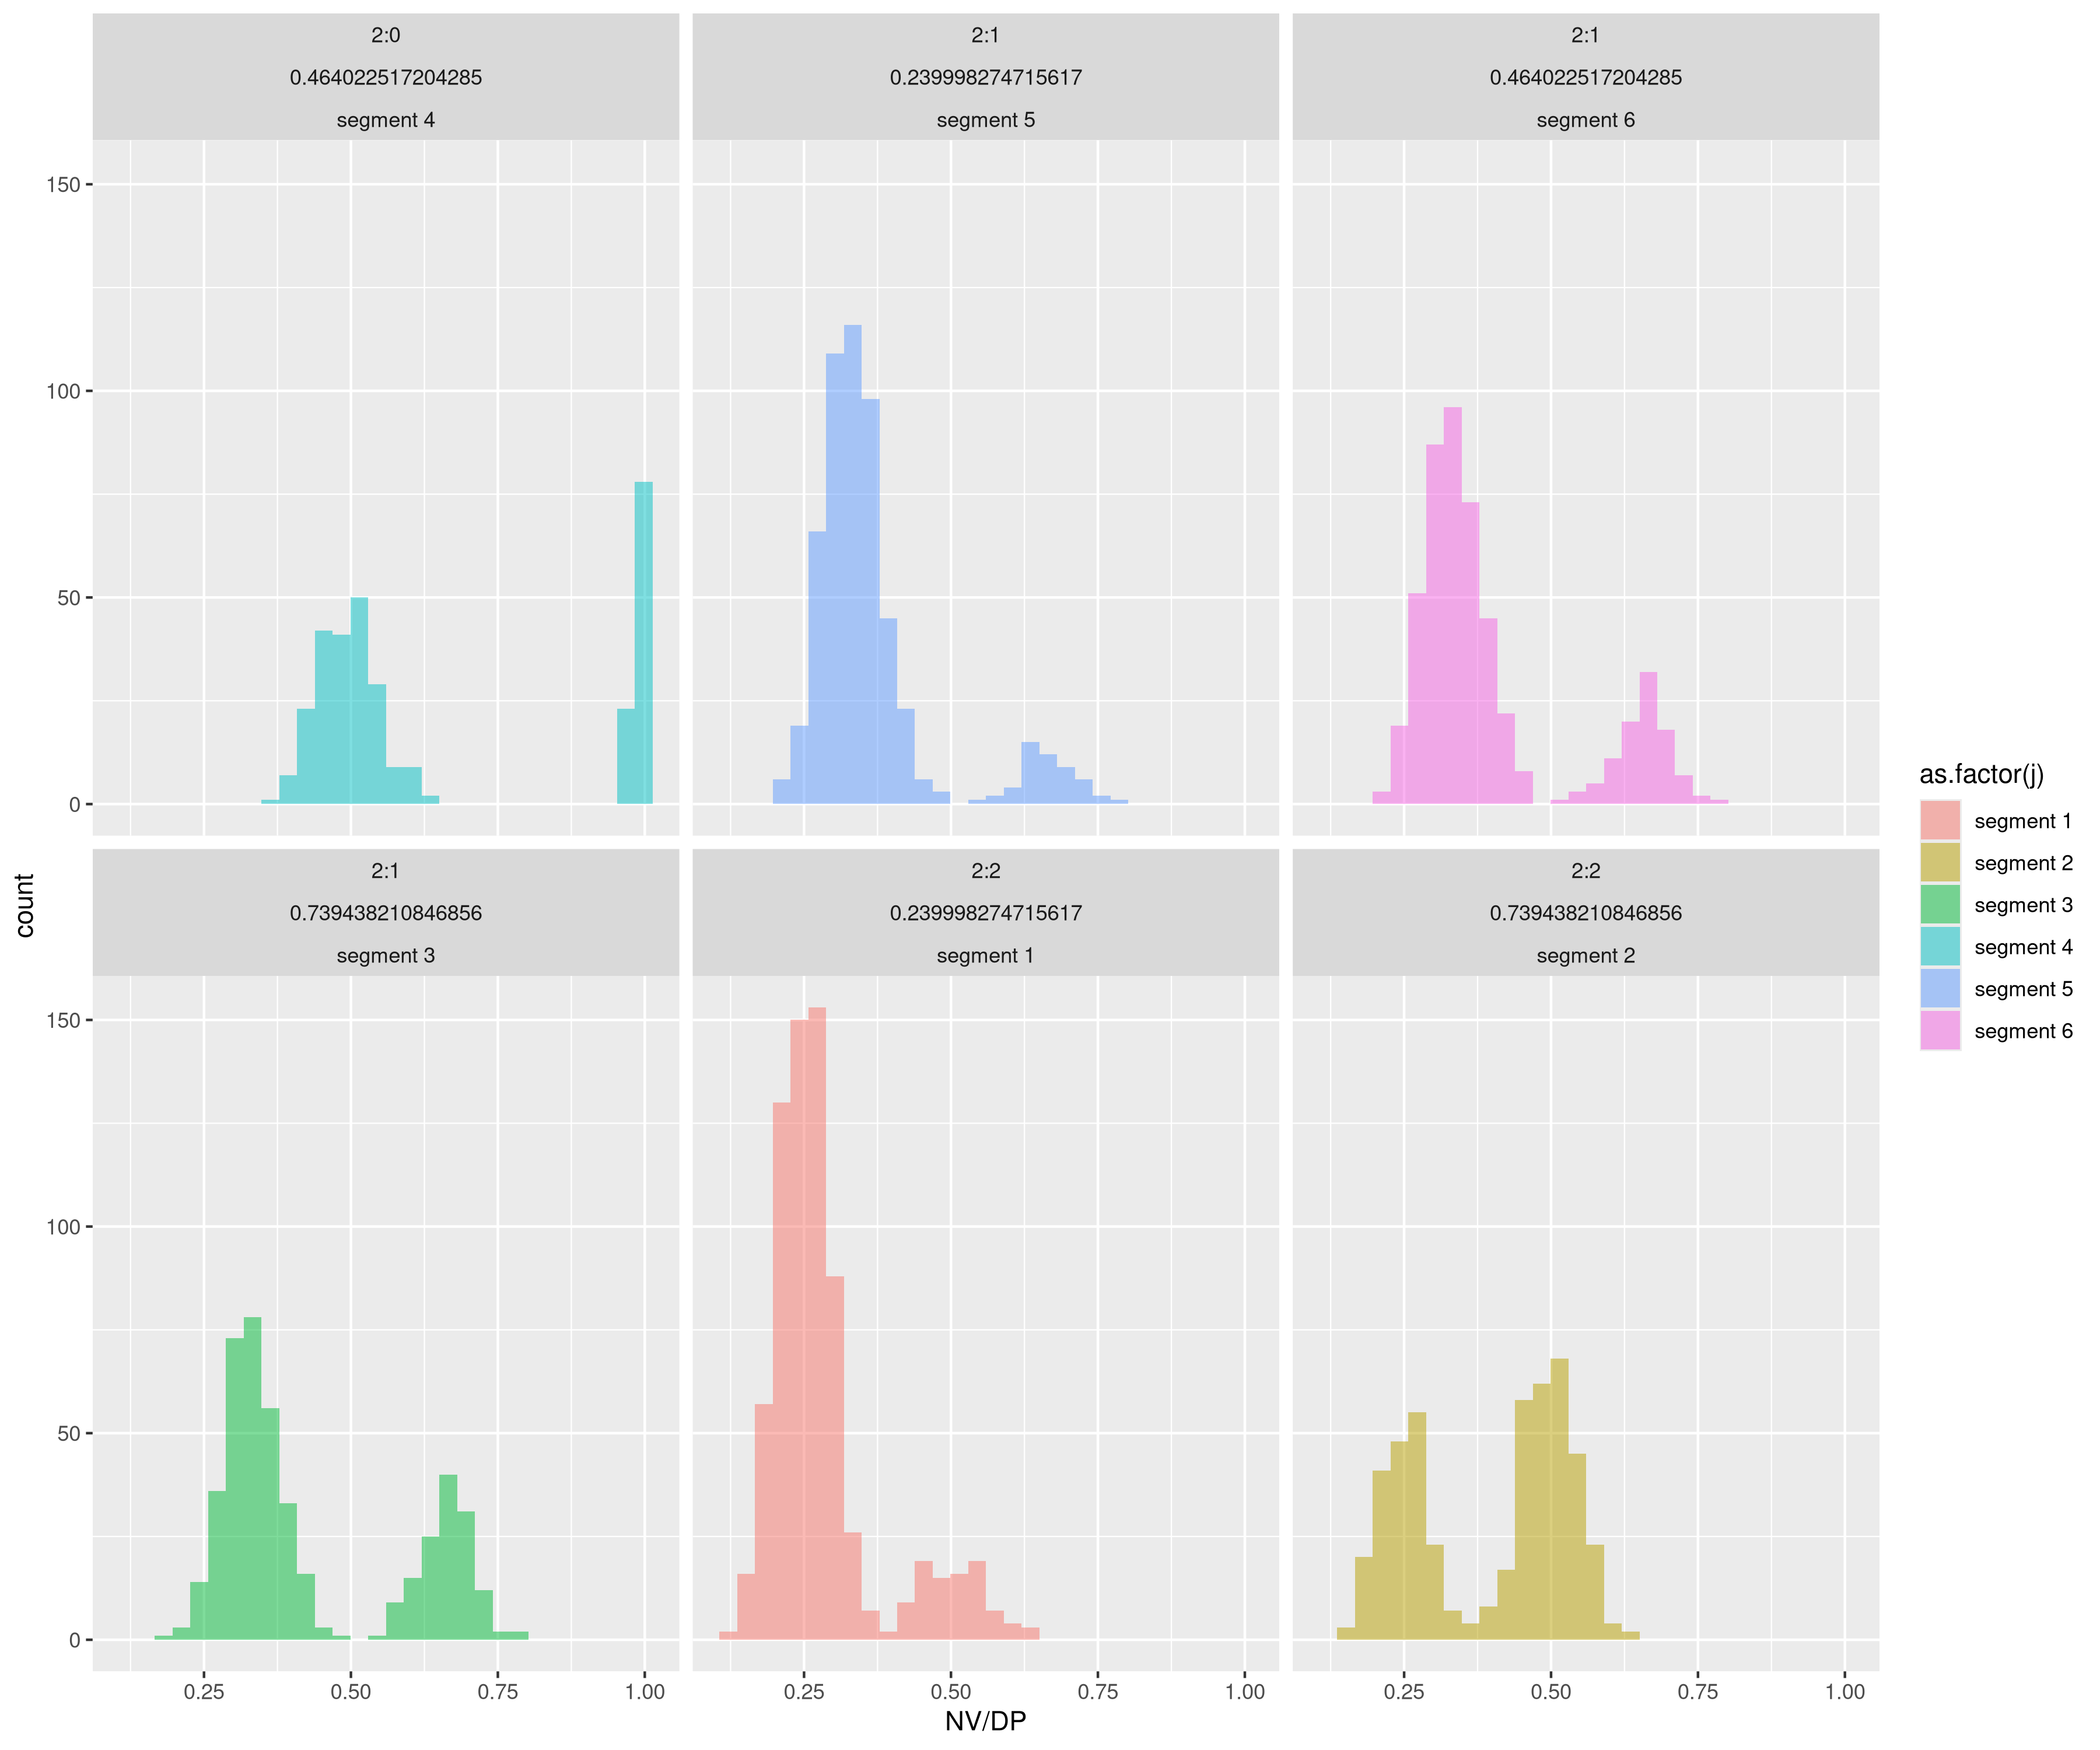 2:0
0.464022517204285
segment 4
2:1
0.239998274715617
segment 5
2:1
0.464022517204285
segment 6
150
100
50
0
2:1
0.739438210846856
segment 3
2:2
0.239998274715617
segment 1
2:2
0.739438210846856
segment 2
150
100
50
0
0.25 0.50 0.75 1.00
0.25 0.50 0.75 1.00
0.25 0.50 0.75 1.00
NV/DP
count
as.factor(j)
segment 1
segment 2
segment 3
segment 4
segment 5
segment 6